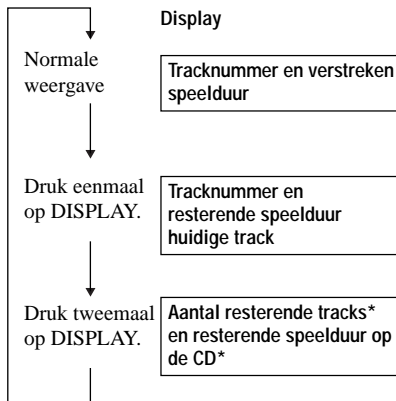 Display
Normale
weergave
Tracknummer en verstreken
speelduur
Druk eenmaal
op DISPLAY.
Tracknummer en
resterende speelduur
huidige track
Druk tweemaal
op DISPLAY.
Aantal resterende tracks*
en resterende speelduur op
de CD*